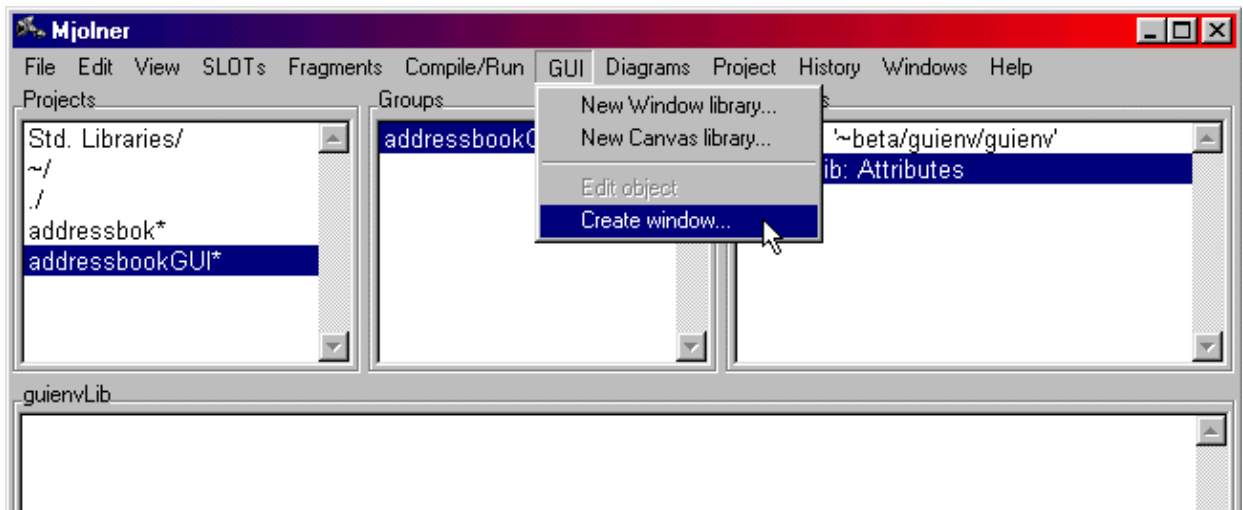 Mjolner
File Edit View SLOTs Fragments Compile/Run GUI Diagrams Project History Windows Help
Projects
Std. Libraries/
~/
./
addressbok*
addressbookGUI*
Groups
addressbook
New Window library...
New Canvas library...
Edit object
Create window...
'~beta/guienv/guienv'
ib: Attributes
guienvLib